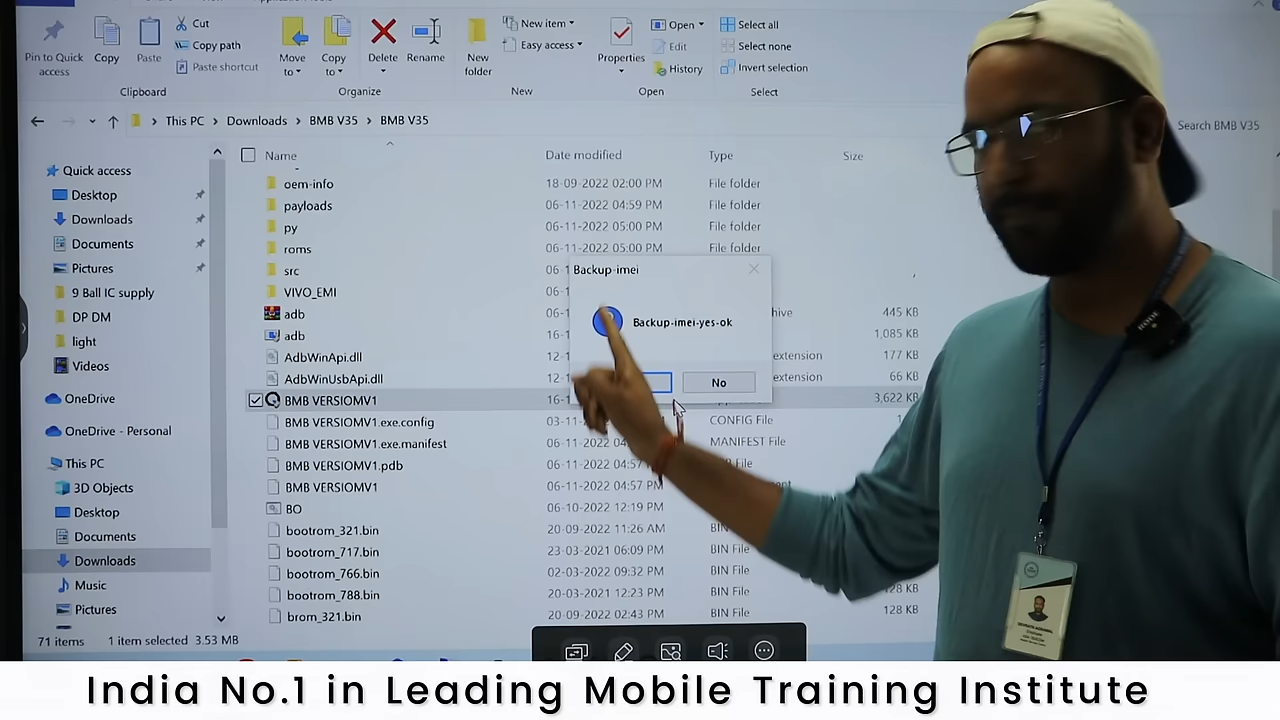 Cut
Copy path
Paste shortcut
Pin to Quick access
Copy
Paste
Clipboard
Move to
Copy to
Delete
Rename
Organize
New folder
New item
Easy access
New
Properties
Open
Edit
History
Open
Select all
Select none
Invert selection
Select
This PC > Downloads > BMB V35 > BMB V35
Search BMB V35
Name Date modified Type Size
Quick access
Desktop
Downloads
Documents
Pictures
9 Ball IC supply
DP DM
light
Videos
OneDrive
OneDrive - Personal
This PC
3D Objects
Desktop
Documents
Downloads
Music
Pictures
oem-info 18-09-2022 02:00 PM File folder
payloads 06-11-2022 04:59 PM File folder
py 06-11-2022 05:00 PM File folder
roms 06-11-2022 05:00 PM File folder
src
VIVO_EMI
adb 445 KB
adb 1,085 KB
AdbWinApi.dll extension 177 KB
AdbWinUsbApi.dll extension 66 KB
BMB VERSIOMV1 3,622 KB
BMB VERSIOMV1.exe.config CONFIG File
BMB VERSIOMV1.exe.manifest MANIFEST File
BMB VERSIOMV1.pdb 06-11-2022 04:57 File
BMB VERSIOMV1 06-11-2022 04:57 PM
BO 06-10-2022 12:19 PM
bootrom_321.bin 20-09-2022 11:26 AM
bootrom_717.bin 23-03-2021 06:09 PM BIN File
bootrom_766.bin 02-03-2022 09:32 PM BIN File
bootrom_788.bin 20-03-2021 12:23 PM BIN File 128 KB
brom_321.bin 20-09-2022 02:43 PM BIN File 128 KB
Backup-imei
Backup-imei-yes-ok
No
71 items 1 item selected 3.53 MB
RODE
India No.1 in Leading Mobile Training Institute